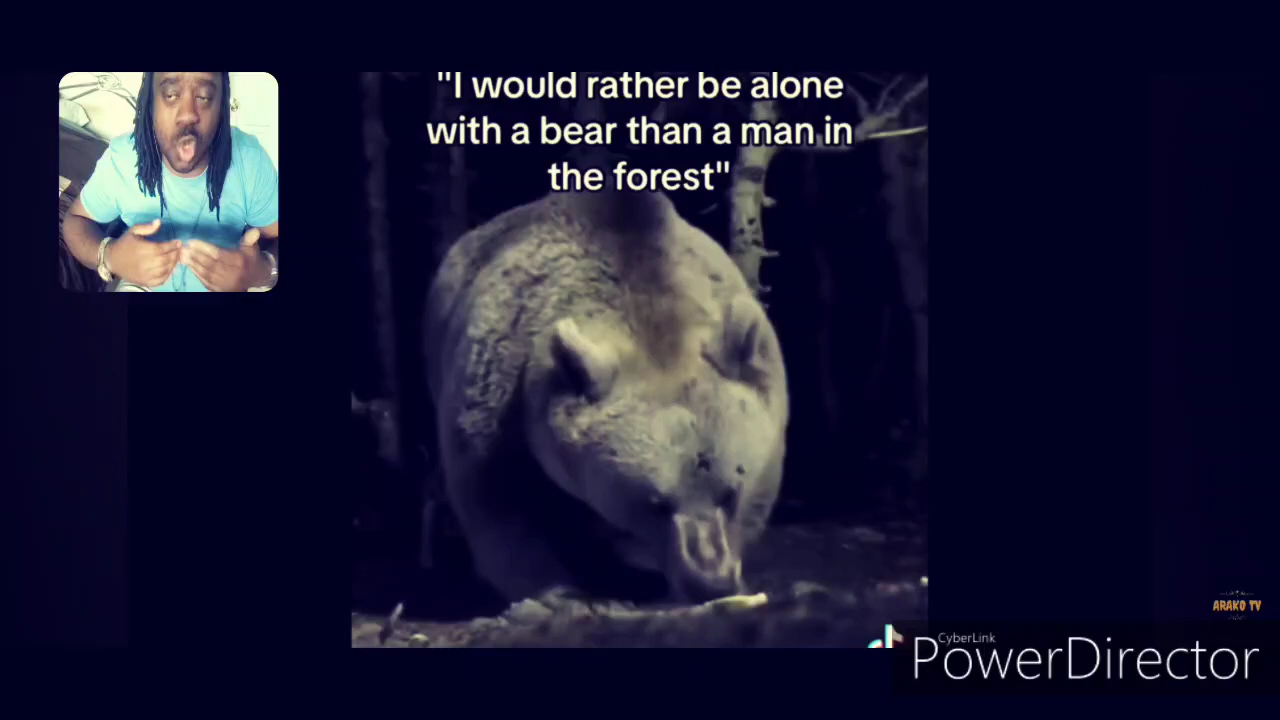 "I would rather be alone
with a bear than a man in
the forest"
ARAKO TV
CyberLink
PowerDirector